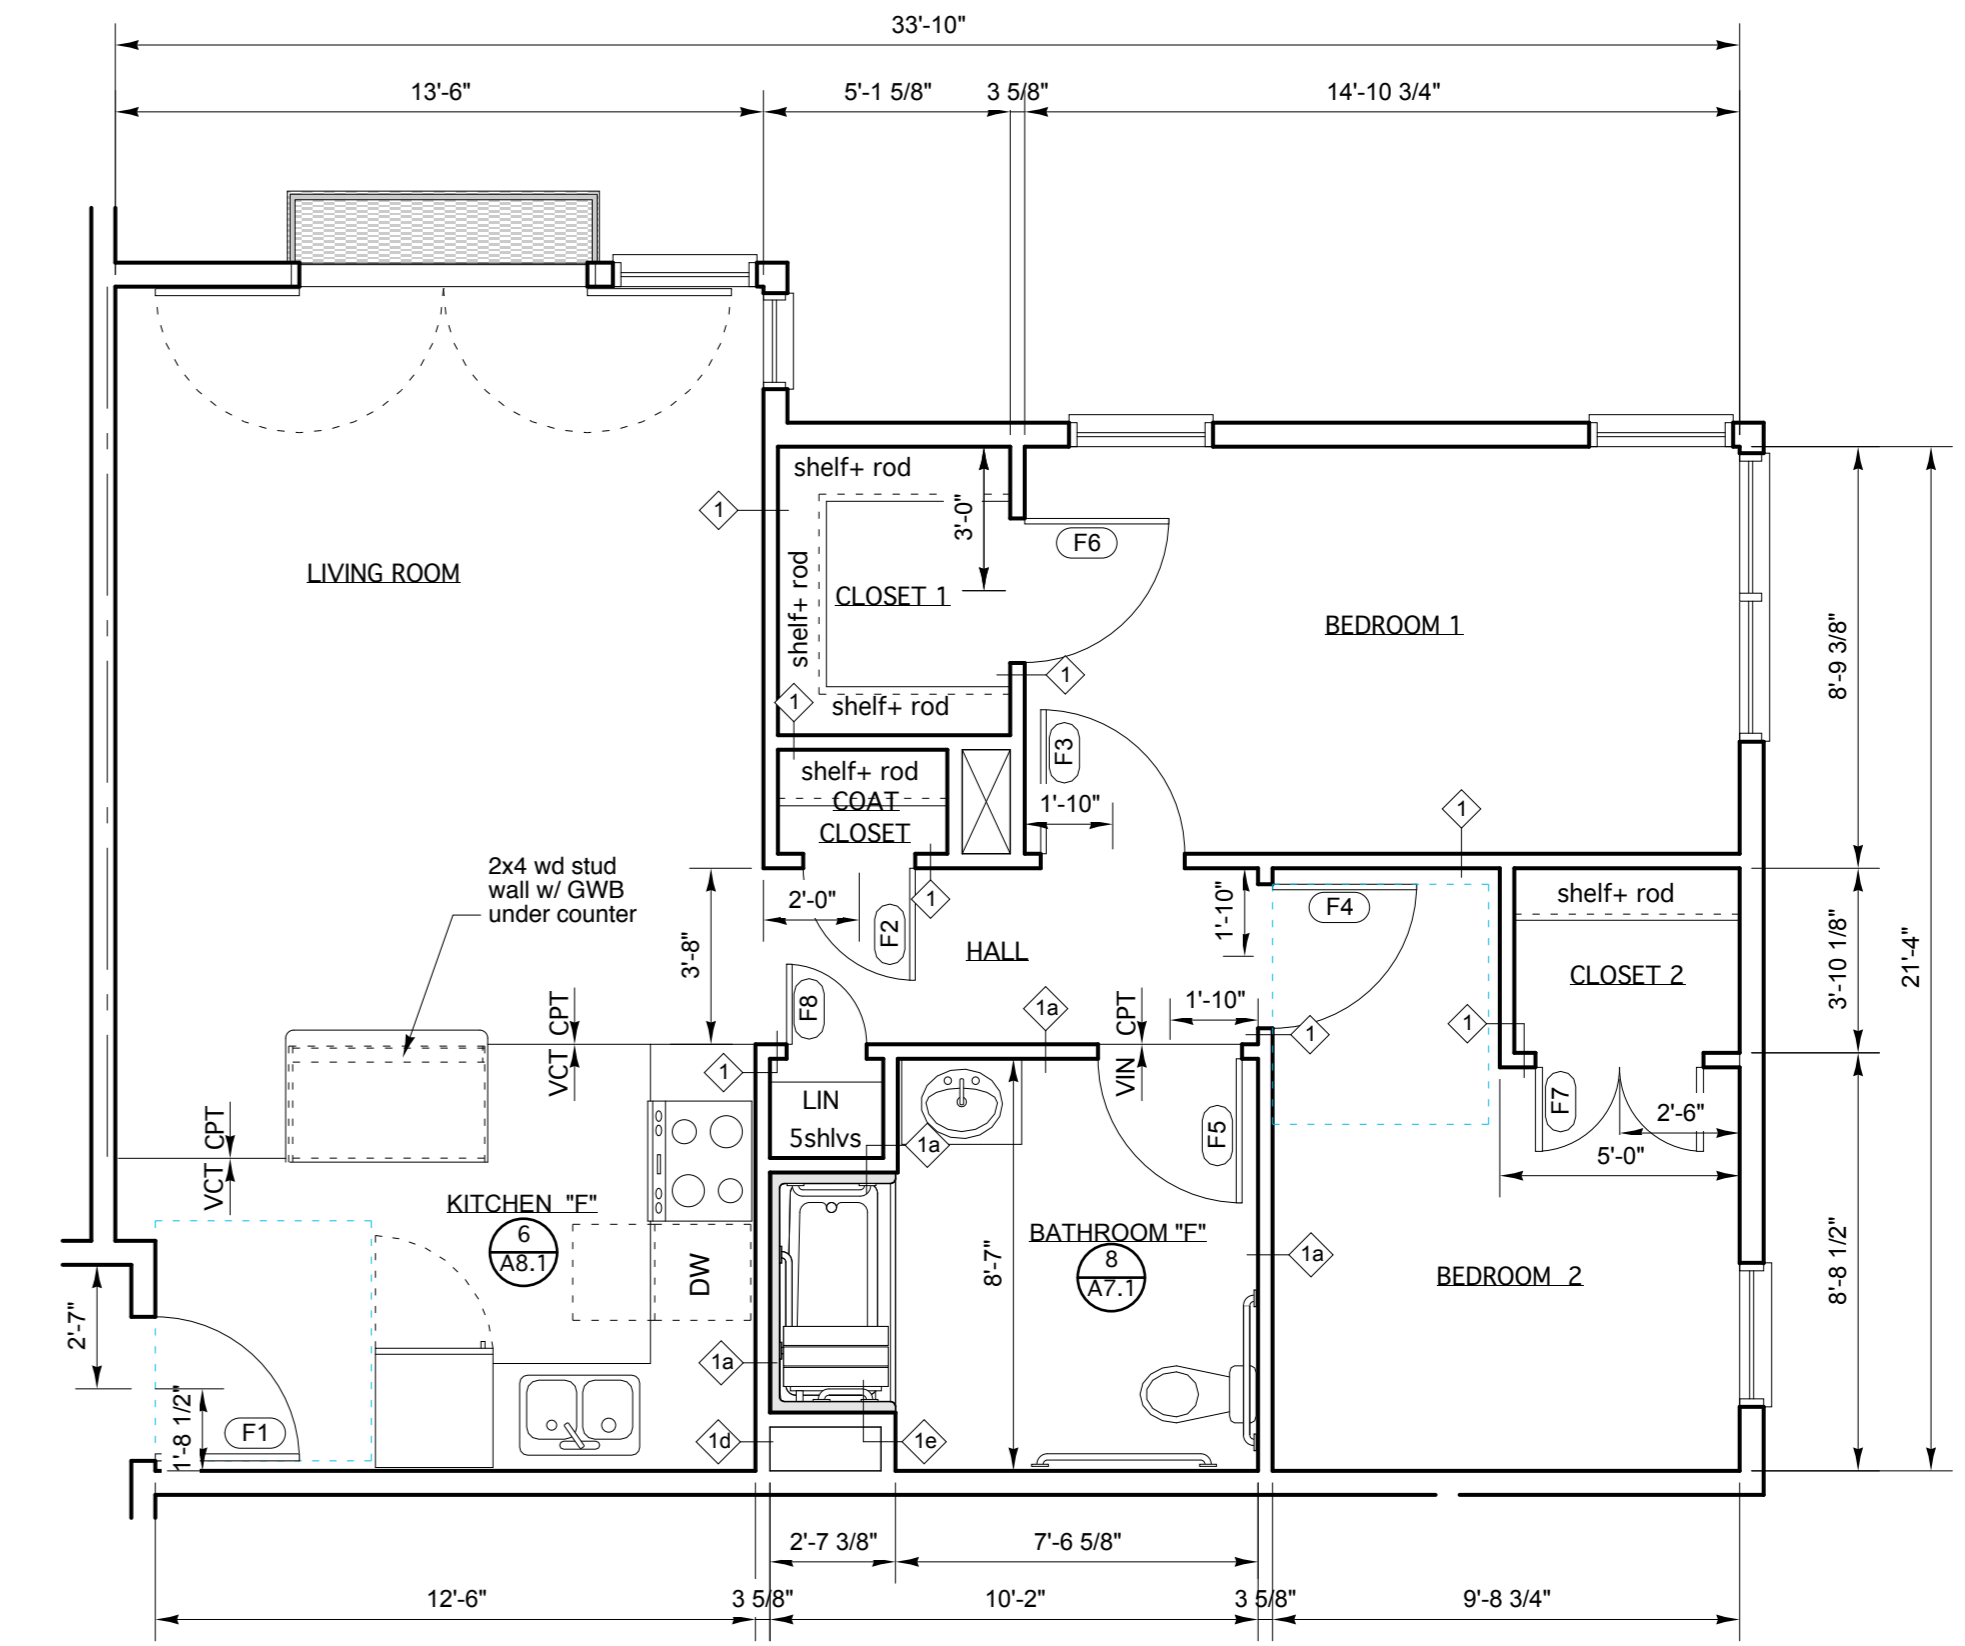 33'-10"
13'-6"
5'-1 5/8"
3 5/8"
14'-10 3/4"
shelf+ rod
1
3'-0"
F6
LIVING ROOM
shelf+ rod
CLOSET 1
BEDROOM 1
8'-9 3/8"
1
1
shelf+ rod
F3
shelf+ rod
COAT
CLOSET
1'-10"
1
2x4 wd stud
wall w/ GWB
under counter
2'-0"
1
F2
1'-10"
F4
shelf+ rod
3'-8"
HALL
CLOSET 2
3'-10 1/8"
21'-4"
CPT
VCT
F8
1a
CPT
VIN
1'-10"
1
1
1
LIN
5shlvs
1a
F5
F7
2'-6"
5'-0"
CPT
VCT
KITCHEN "F"
6
A8.1
DW
8'-7"
BATHROOM "F"
8
A7.1
1a
BEDROOM 2
8'-8 1/2"
2'-7"
1'-8 1/2"
F1
1a
1d
1e
2'-7 3/8"
7'-6 5/8"
12'-6"
3 5/8"
10'-2"
3 5/8"
9'-8 3/4"